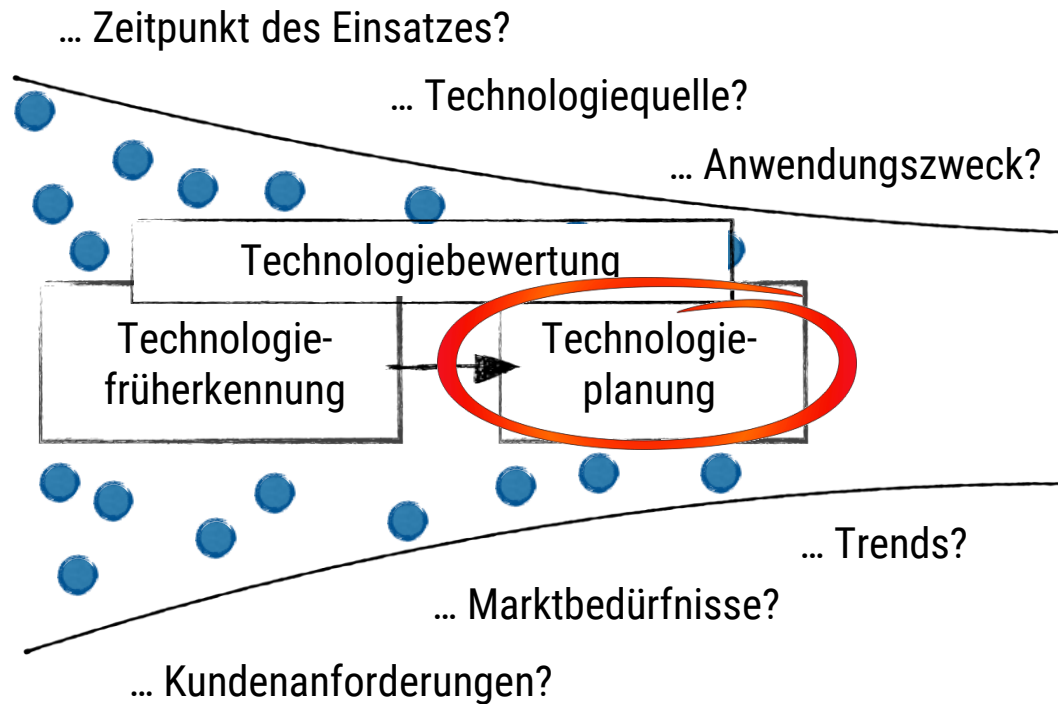 ... Zeitpunkt des Einsatzes?
... Technologiequelle?
... Anwendungszweck?
Technologiebewertung
Technologie-
früherkennung
Technologie-
planung
... Trends?
... Marktbedürfnisse?
... Kundenanforderungen?